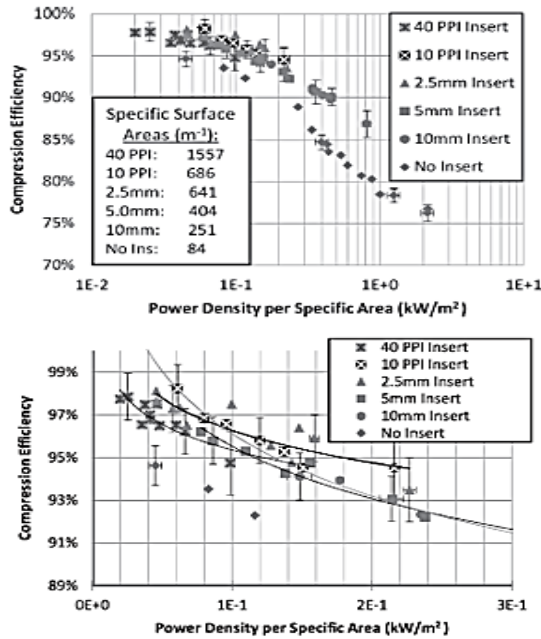 100%
95%
90%
85%
80%
75%
70%
Compression Efficiency
40 PPI Insert
10 PPI Insert
2.5mm Insert
5mm Insert
10mm Insert
No Insert
Specific Surface
Areas (m⁻¹):
40 PPI: 1557
10 PPI: 686
2.5mm: 641
5.0mm: 404
10mm: 251
No Ins: 84
1E-2 1E-1 1E+0 1E+1
Power Density per Specific Area (kW/m²)
99%
97%
95%
93%
91%
89%
Compression Efficiency
40 PPI Insert
10 PPI Insert
2.5mm Insert
5mm Insert
10mm Insert
No Insert
0E+0 1E-1 2E-1 3E-1
Power Density per Specific Area (kW/m²)